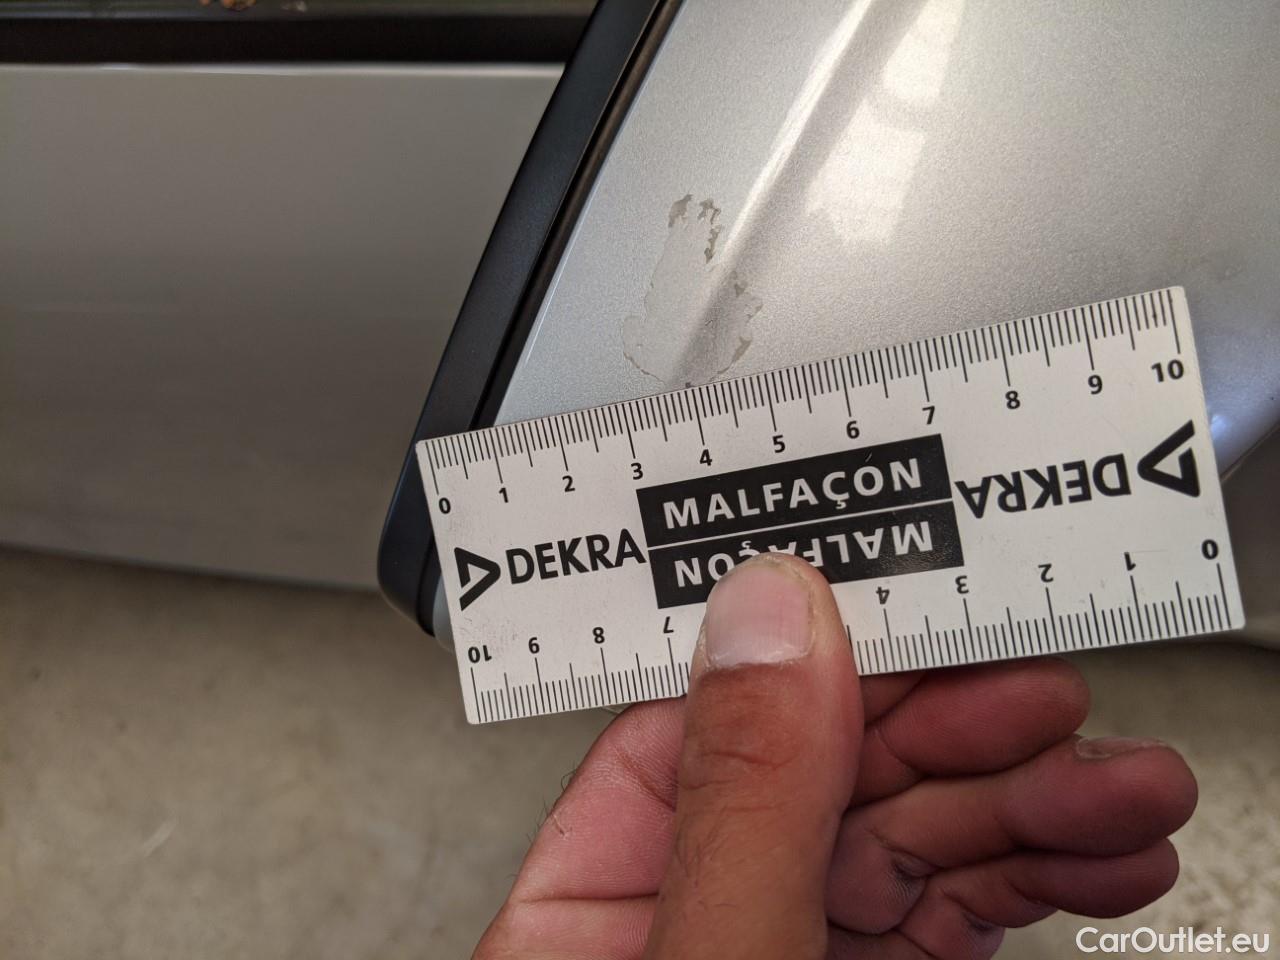 0 1 2 3 4 5 6 7 8 9 10
MALFAÇON
DEKRA
DEKRA
MALFAÇON
10 9 8 7 4 3 2 1 0
CarOutlet.eu